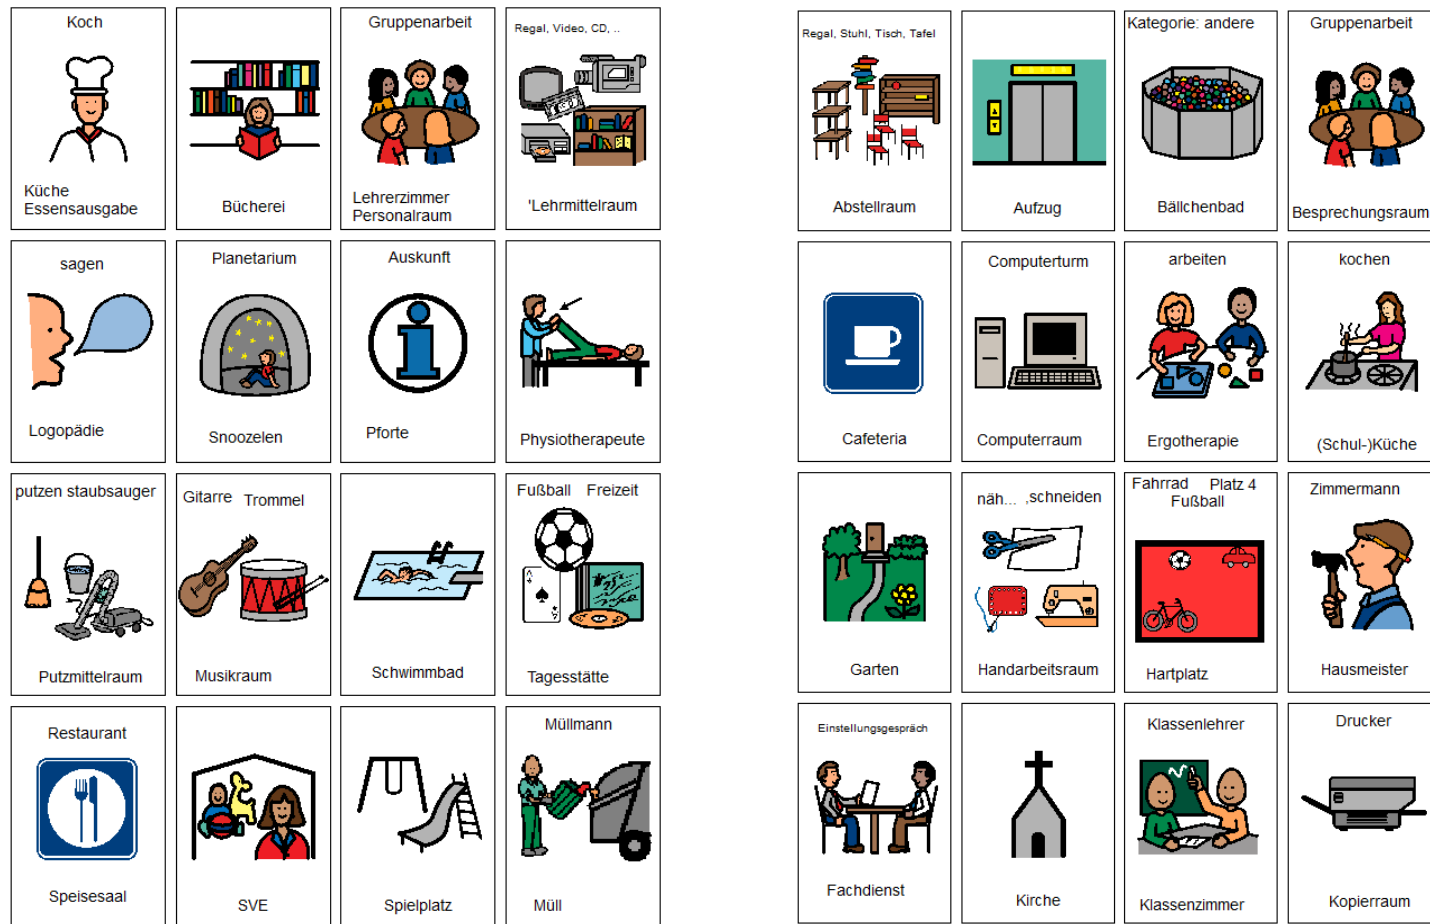 Koch
Küche
Essensausgabe
Bücherei
Gruppenarbeit
Lehrerzimmer
Personalraum
Regal, Video, CD, ..
'Lehrmittelraum
sagen
Logopädie
Planetarium
Snoozelen
Auskunft
Pforte
Physiotherapeute
putzen staubsauger
Putzmittelraum
Gitarre Trommel
Musikraum
Schwimmbad
Fußball Freizeit
Tagesstätte
Restaurant
Speisesaal
SVE
Spielplatz
Müllmann
Müll
Regal, Stuhl, Tisch, Tafel
Abstellraum
Aufzug
Kategorie: andere
Bällchenbad
Gruppenarbeit
Besprechungsraum
Cafeteria
Computerturm
Computerraum
arbeiten
Ergotherapie
kochen
(Schul-)Küche
Garten
näh... ,schneiden
Handarbeitsraum
Fahrrad Platz 4
Fußball
Hartplatz
Zimmermann
Hausmeister
Einstellungsgespräch
Fachdienst
Kirche
Klassenlehrer
Klassenzimmer
Drucker
Kopierraum